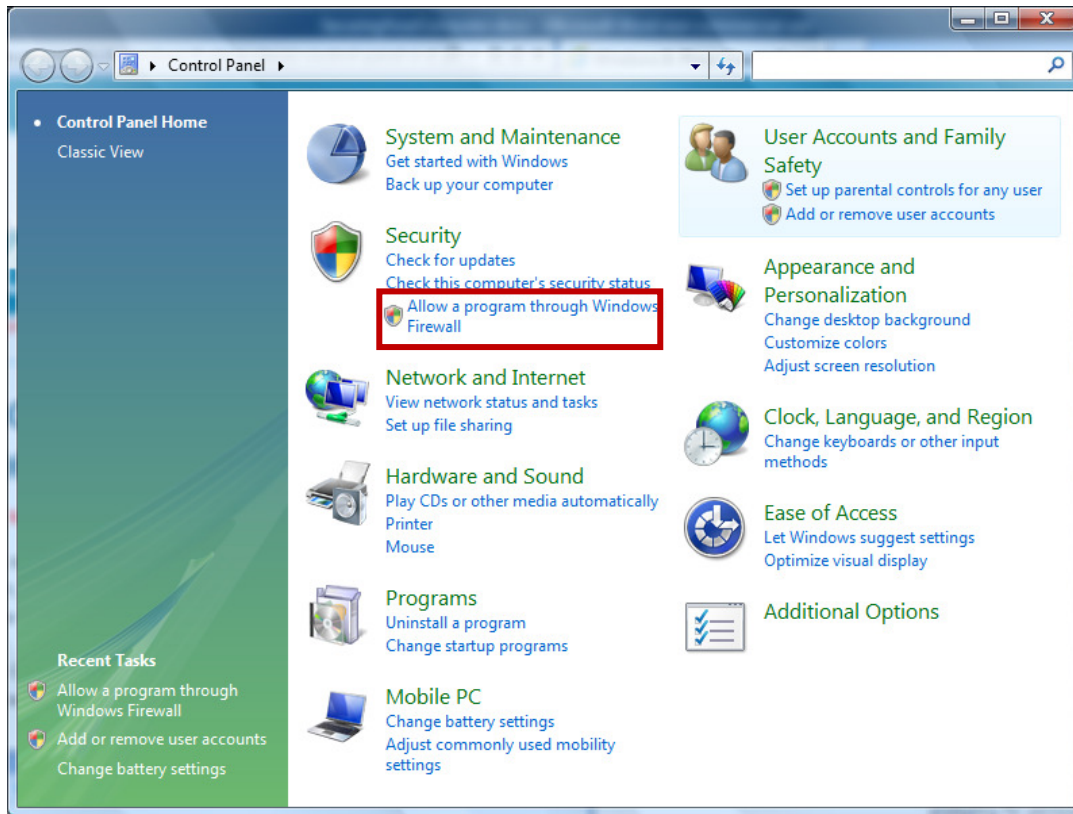 Control Panel
Control Panel Home
Classic View
System and Maintenance
Get started with Windows
Back up your computer
Security
Check for updates
Check this computer's security status
Allow a program through Windows
Firewall
Network and Internet
View network status and tasks
Set up file sharing
Hardware and Sound
Play CDs or other media automatically
Printer
Mouse
Programs
Uninstall a program
Change startup programs
Mobile PC
Change battery settings
Adjust commonly used mobility
settings
User Accounts and Family
Safety
Set up parental controls for any user
Add or remove user accounts
Appearance and
Personalization
Change desktop background
Customize colors
Adjust screen resolution
Clock, Language, and Region
Change keyboards or other input
methods
Ease of Access
Let Windows suggest settings
Optimize visual display
Additional Options
Recent Tasks
Allow a program through
Windows Firewall
Add or remove user accounts
Change battery settings